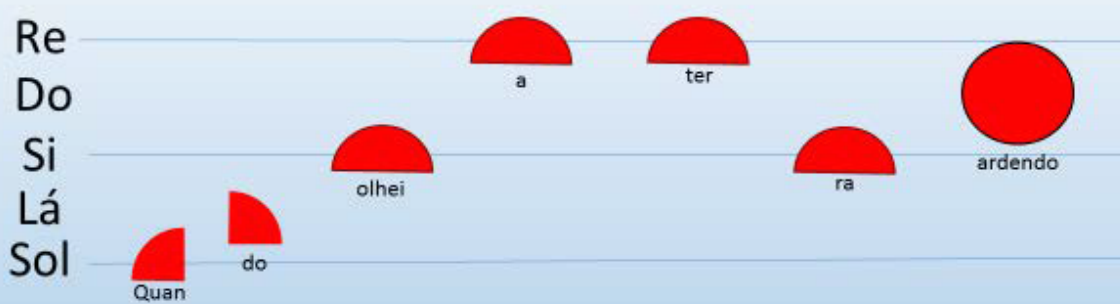 Re
Do
Si
Lá
Sol
Quan
do
olhei
a
ter
ra
ardendo